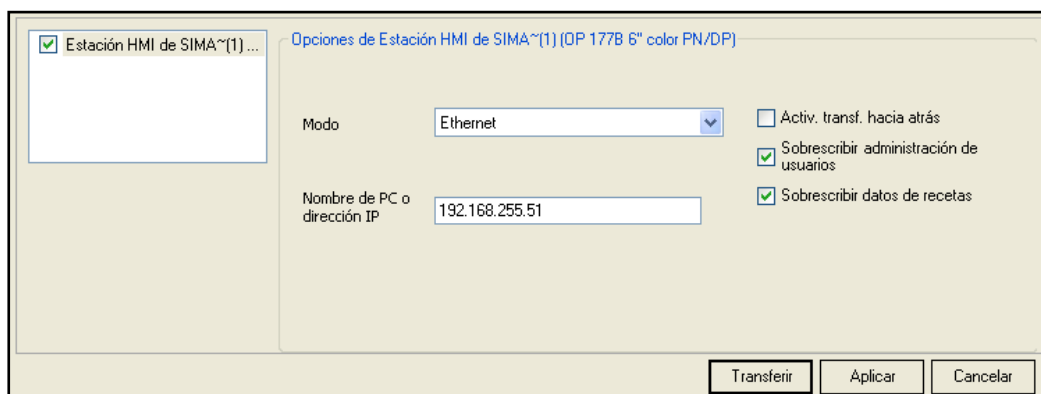 Estación HMI de SIMA~(1) ...
Opciones de Estación HMI de SIMA~(1) (OP 177B 6" color PN/DP)
Modo
Ethernet
Activ. transf. hacia atrás
Sobrescribir administración de
usuarios
Nombre de PC o
dirección IP
192.168.255.51
Sobrescribir datos de recetas
Transferir
Aplicar
Cancelar